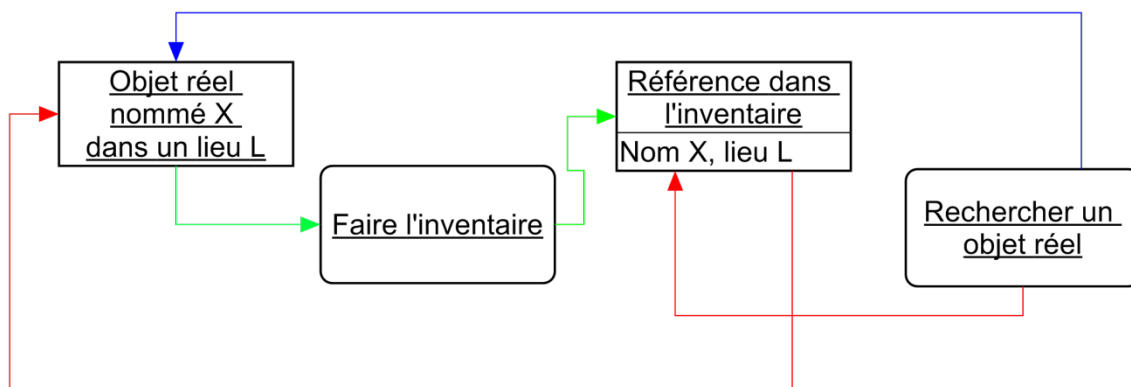 Objet réel
nommé X
dans un lieu L
Référence dans
l'inventaire
Nom X, lieu L
Faire l'inventaire
Rechercher un
objet réel